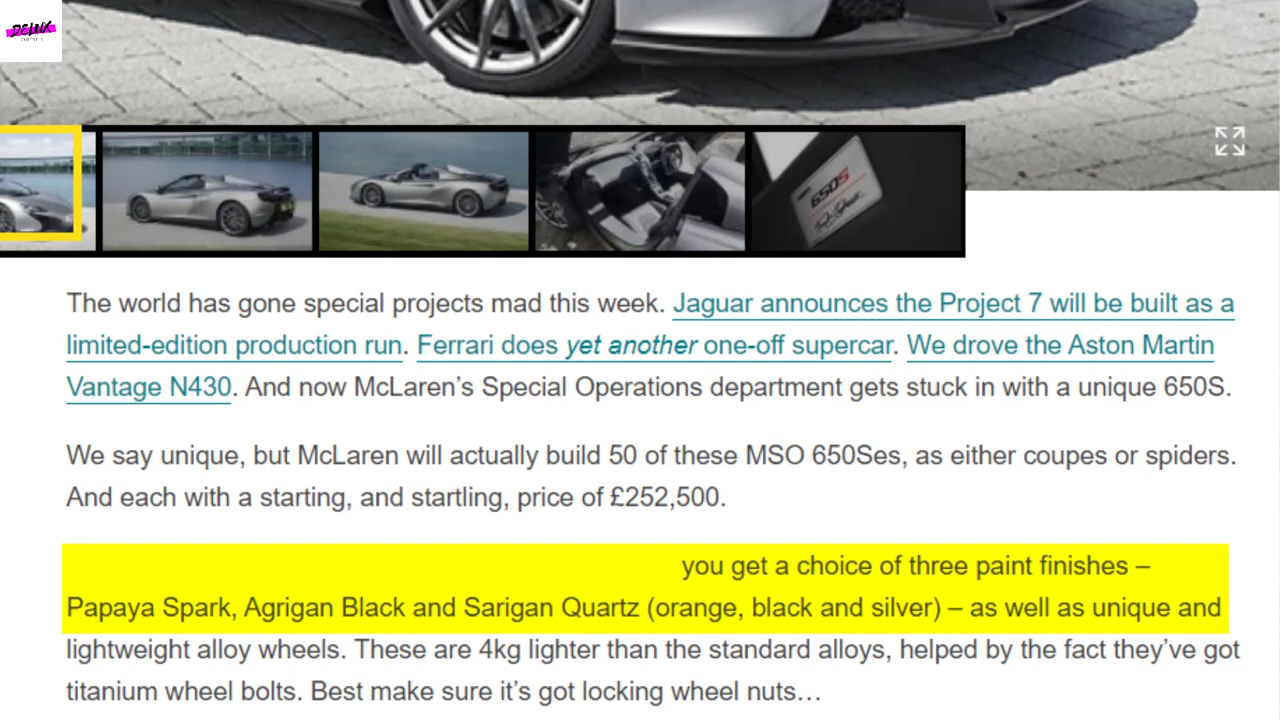 DELUX
650S
The world has gone special projects mad this week. Jaguar announces the Project 7 will be built as a
limited-edition production run. Ferrari does yet another one-off supercar. We drove the Aston Martin
Vantage N430. And now McLaren’s Special Operations department gets stuck in with a unique 650S.
We say unique, but McLaren will actually build 50 of these MSO 650Ses, as either coupes or spiders.
And each with a starting, and startling, price of £252,500.
you get a choice of three paint finishes –
Papaya Spark, Agrigan Black and Sarigan Quartz (orange, black and silver) – as well as unique and
lightweight alloy wheels. These are 4kg lighter than the standard alloys, helped by the fact they’ve got
titanium wheel bolts. Best make sure it’s got locking wheel nuts…